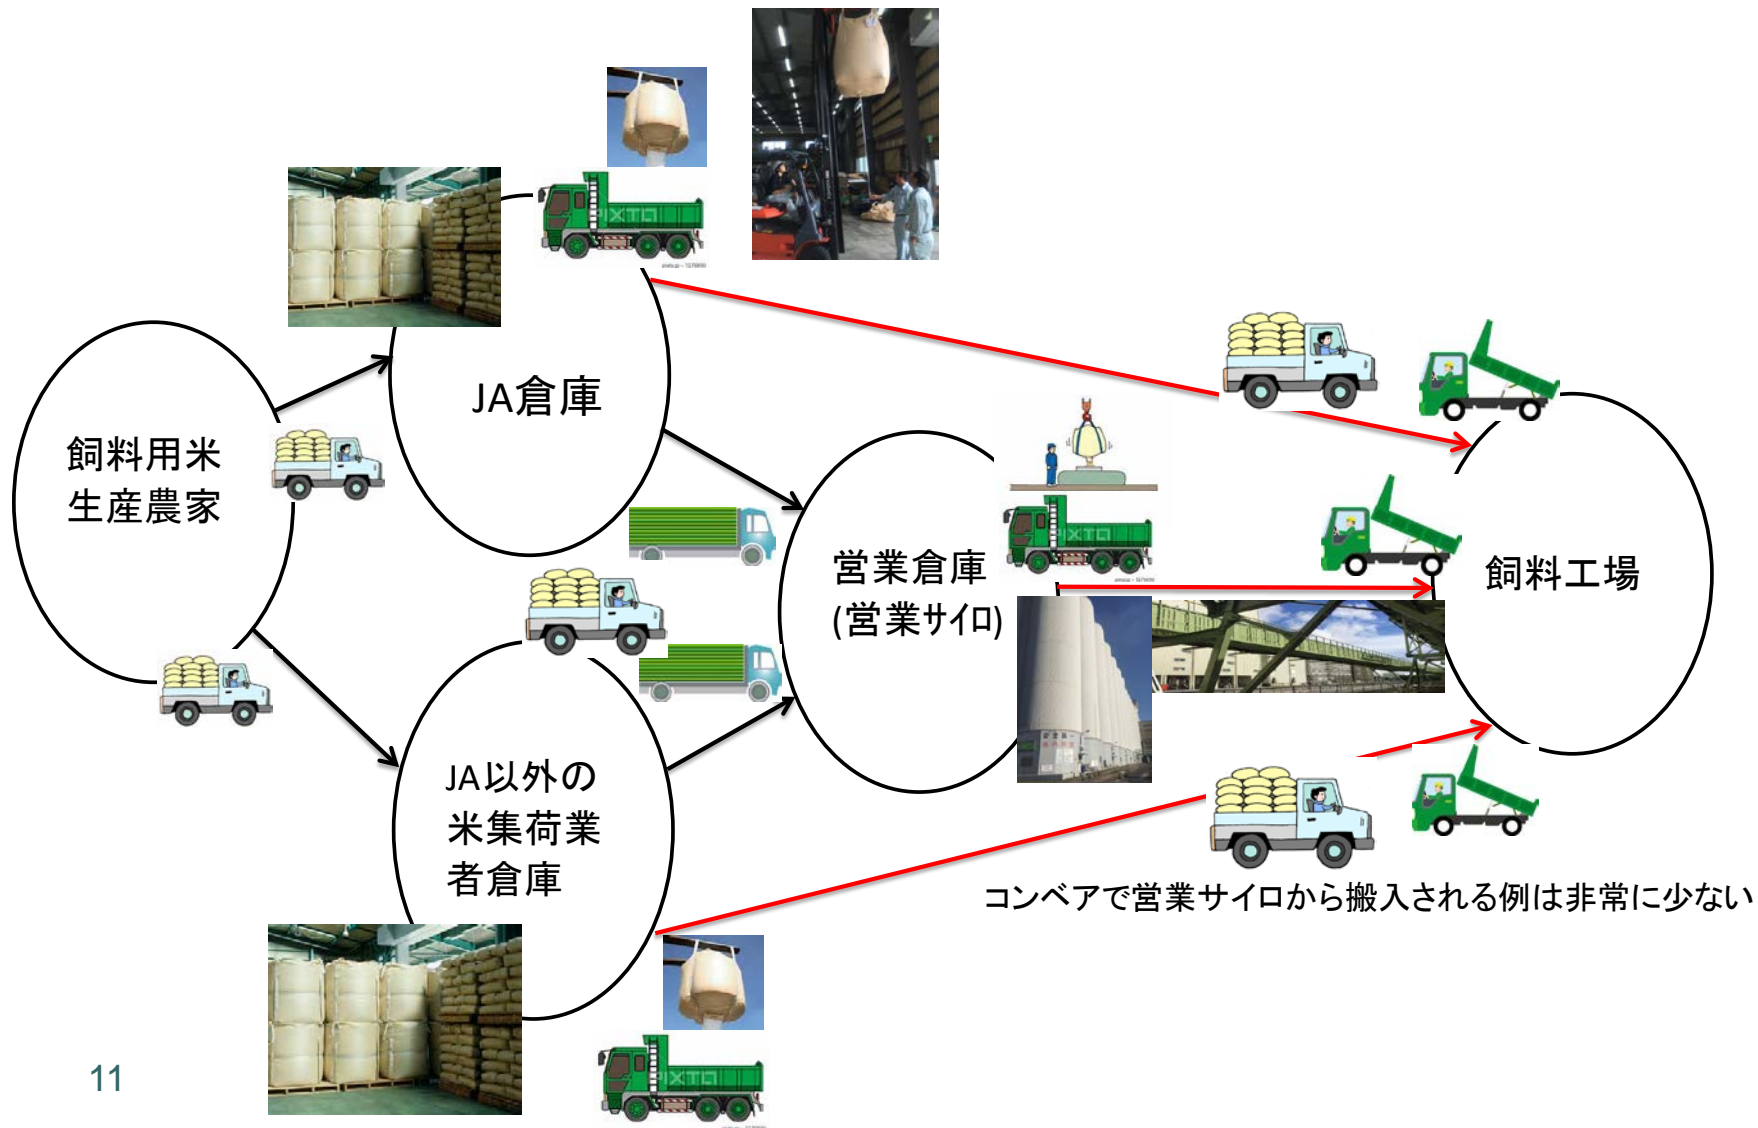 JA倉庫
飼料用米
生産農家
営業倉庫
(営業サイロ)
飼料工場
JA以外の
米集荷業
者倉庫
コンベアで営業サイロから搬入される例は非常に少ない
11
PIXTA
PIXTA
PIXTA